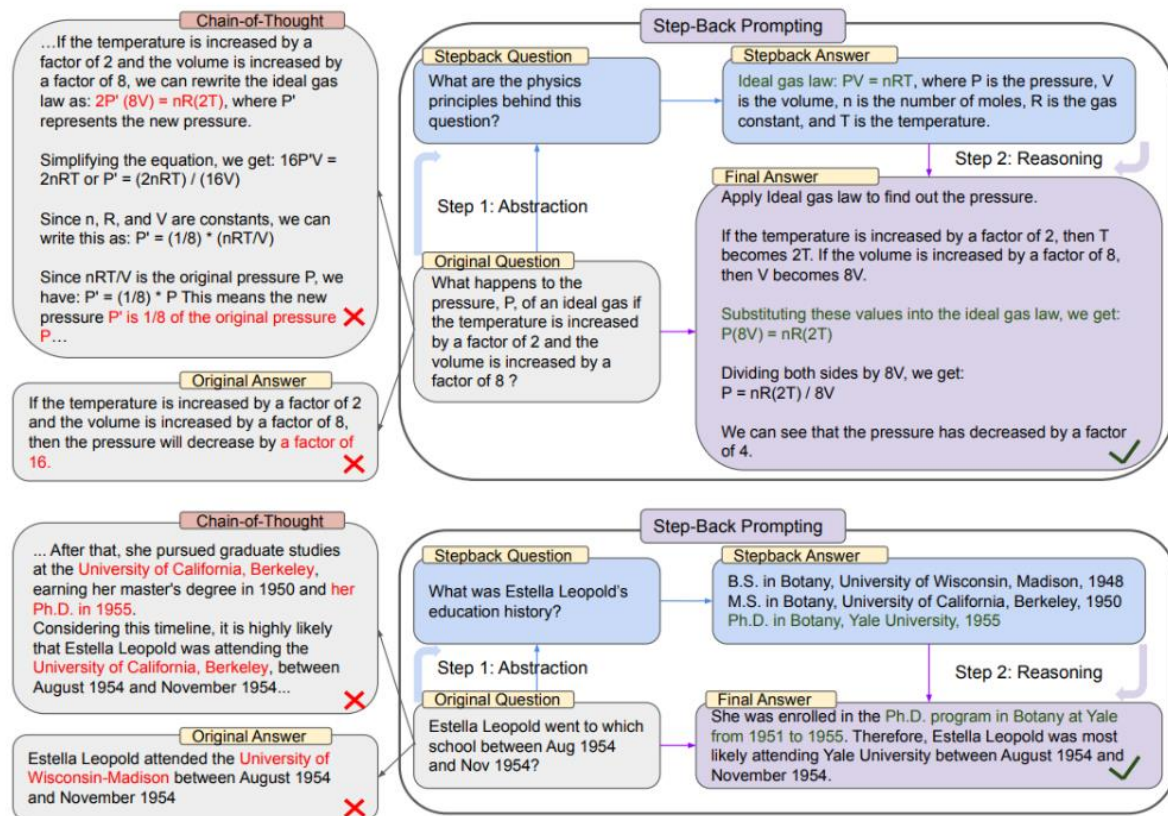 Chain-of-Thought
...If the temperature is increased by a
factor of 2 and the volume is increased by
a factor of 8, we can rewrite the ideal gas
law as: 2P' (8V) = nR(2T), where P'
represents the new pressure.
Simplifying the equation, we get: 16P'V =
2nRT or P' = (2nRT) / (16V)
Since n, R, and V are constants, we can
write this as: P' = (1/8) * (nRT/V)
Since nRT/V is the original pressure P, we
have: P' = (1/8) * P This means the new
pressure P' is 1/8 of the original pressure
P...
Original Answer
If the temperature is increased by a factor of 2
and the volume is increased by a factor of 8,
then the pressure will decrease by a factor of
16.
Step-Back Prompting
Stepback Question
What are the physics
principles behind this
question?
Stepback Answer
Ideal gas law: PV = nRT, where P is the pressure, V
is the volume, n is the number of moles, R is the gas
constant, and T is the temperature.
Step 1: Abstraction
Step 2: Reasoning
Original Question
What happens to the
pressure, P, of an ideal gas if
the temperature is increased
by a factor of 2 and the
volume is increased by a
factor of 8 ?
Final Answer
Apply Ideal gas law to find out the pressure.
If the temperature is increased by a factor of 2, then T
becomes 2T. If the volume is increased by a factor of 8,
then V becomes 8V.
Substituting these values into the ideal gas law, we get:
P(8V) = nR(2T)
Dividing both sides by 8V, we get:
P = nR(2T) / 8V
We can see that the pressure has decreased by a factor
of 4.
Chain-of-Thought
... After that, she pursued graduate studies
at the University of California, Berkeley,
earning her master's degree in 1950 and her
Ph.D. in 1955.
Considering this timeline, it is highly likely
that Estella Leopold was attending the
University of California, Berkeley, between
August 1954 and November 1954...
Original Answer
Estella Leopold attended the University of
Wisconsin-Madison between August 1954
and November 1954
Step-Back Prompting
Stepback Question
What was Estella Leopold's
education history?
Stepback Answer
B.S. in Botany, University of Wisconsin, Madison, 1948
M.S. in Botany, University of California, Berkeley, 1950
Ph.D. in Botany, Yale University, 1955
Step 1: Abstraction
Step 2: Reasoning
Original Question
Estella Leopold went to which
school between Aug 1954
and Nov 1954?
Final Answer
She was enrolled in the Ph.D. program in Botany at Yale
from 1951 to 1955. Therefore, Estella Leopold was most
likely attending Yale University between August 1954 and
November 1954.